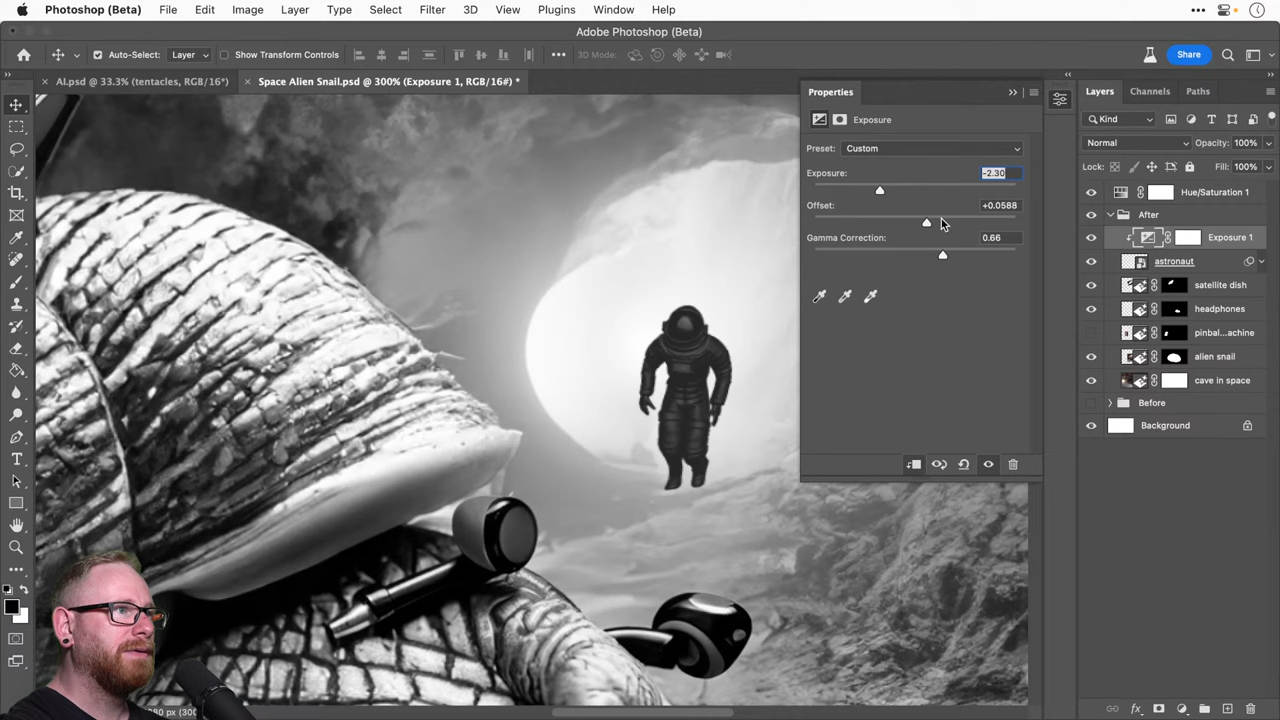 Photoshop (Beta) File Edit Image Layer Type Select Filter 3D View Plugins Window Help
Adobe Photoshop (Beta)
Auto-Select: Layer Show Transform Controls 3D Mode: Share
AI.psd @ 33.3% (tentacles, RGB/16*) Space Alien Snail.psd @ 300% (Exposure 1, RGB/16#) *
Properties
Exposure
Preset: Custom
Exposure: -2.30
Offset: +0.0588
Gamma Correction: 0.66
Layers Channels Paths
Kind
Normal Opacity: 100%
Lock: Fill: 100%
Hue/Saturation 1
After
Exposure 1
astronaut
satellite dish
headphones
pinbal...achine
alien snail
cave in space
Before
Background